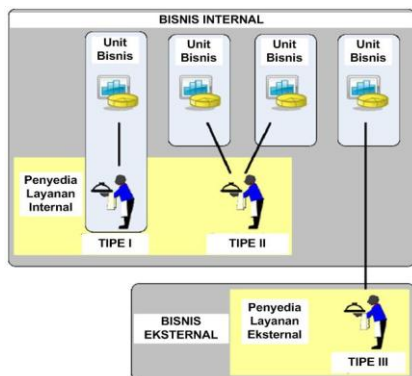 BISNIS INTERNAL
Unit
Bisnis
Unit
Bisnis
Unit
Bisnis
Unit
Bisnis
Penyedia
Layanan
Internal
TIPE I
TIPE II
BISNIS
EKSTERNAL
Penyedia
Layanan
Eksternal
TIPE III